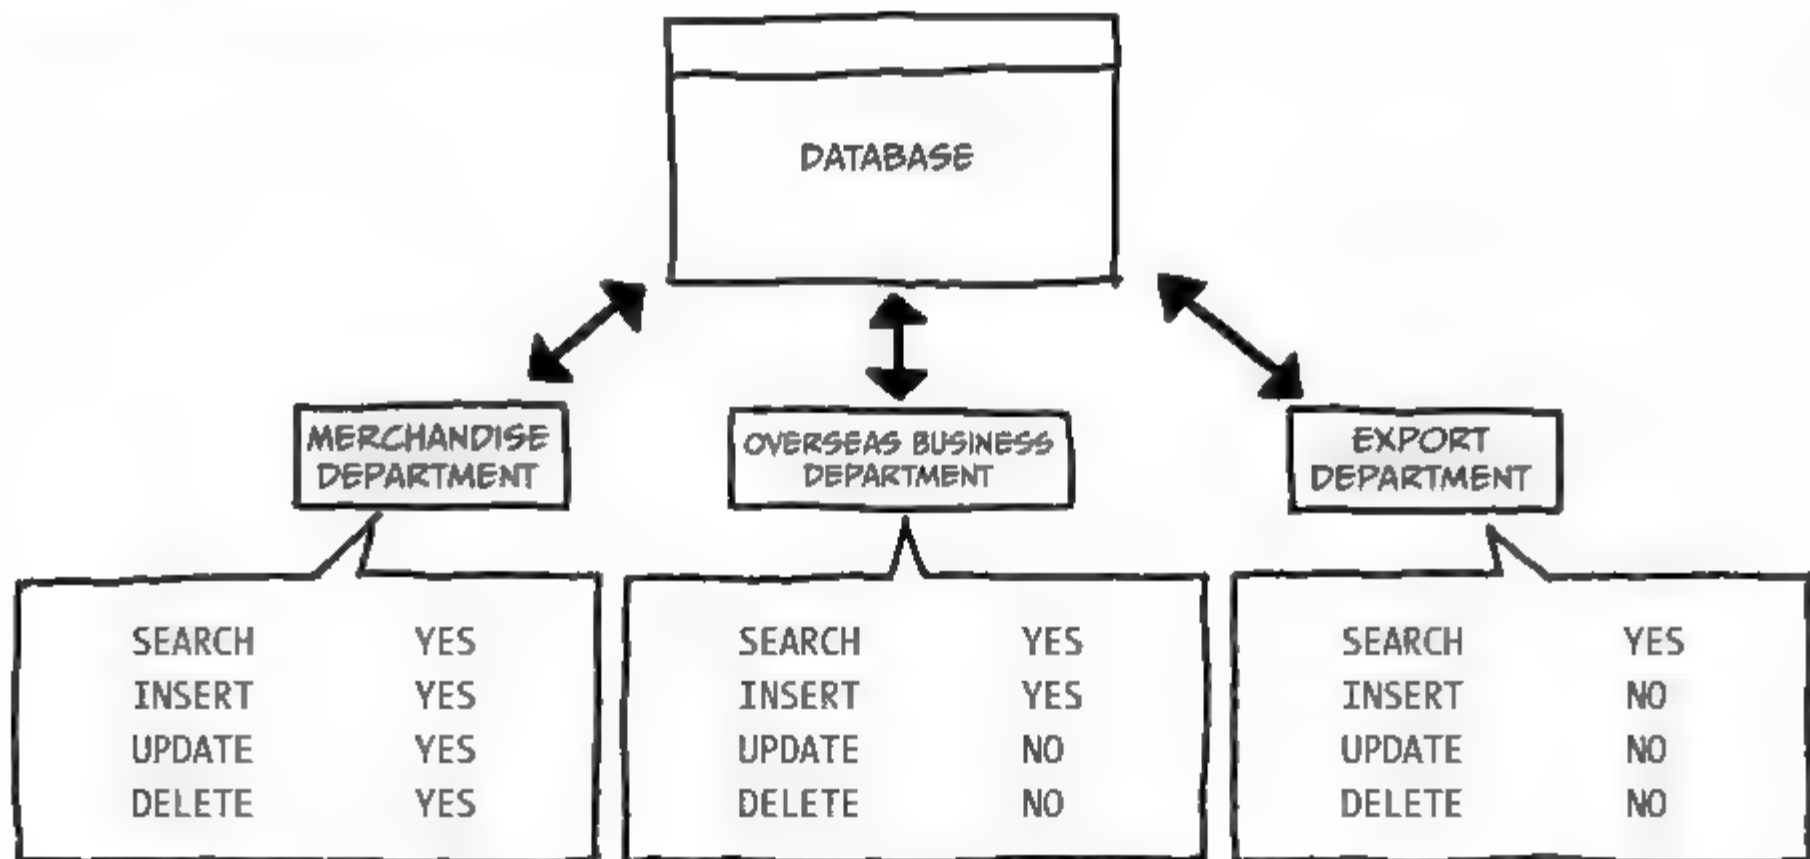 DATABASE
MERCHANDISE
DEPARTMENT
OVERSEAS BUSINESS
DEPARTMENT
EXPORT
DEPARTMENT
SEARCH YES
INSERT YES
UPDATE YES
DELETE YES
SEARCH YES
INSERT YES
UPDATE NO
DELETE NO
SEARCH YES
INSERT NO
UPDATE NO
DELETE NO